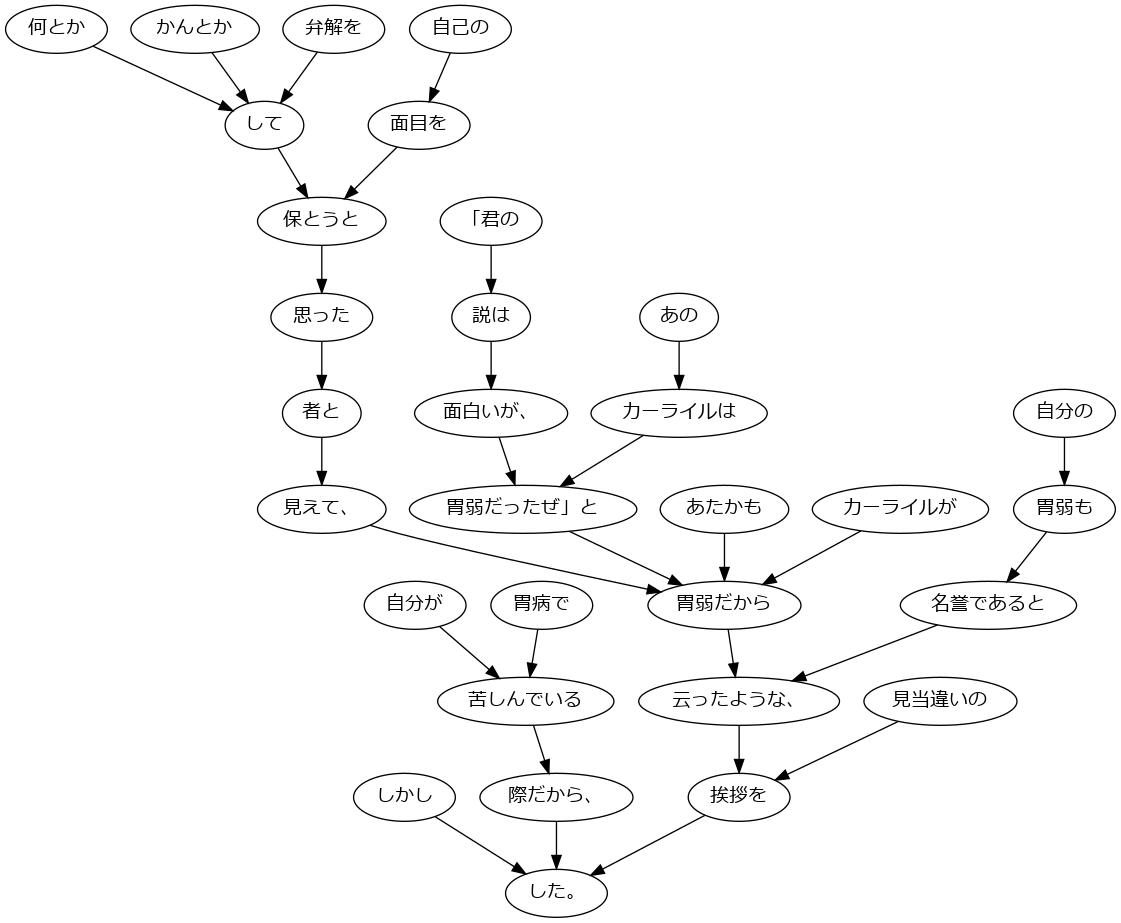 何とか
かんとか
弁解を
自己の
して
面目を
保とうと
「君の
思った
説は
あの
者と
面白いが、
カーライルは
自分の
見えて、
胃弱だったぜ」と
あたかも
カーライルが
胃弱も
自分が
胃病で
胃弱だから
名誉であると
苦しんでいる
云ったような、
見当違いの
しかし
際だから、
挨拶を
した。